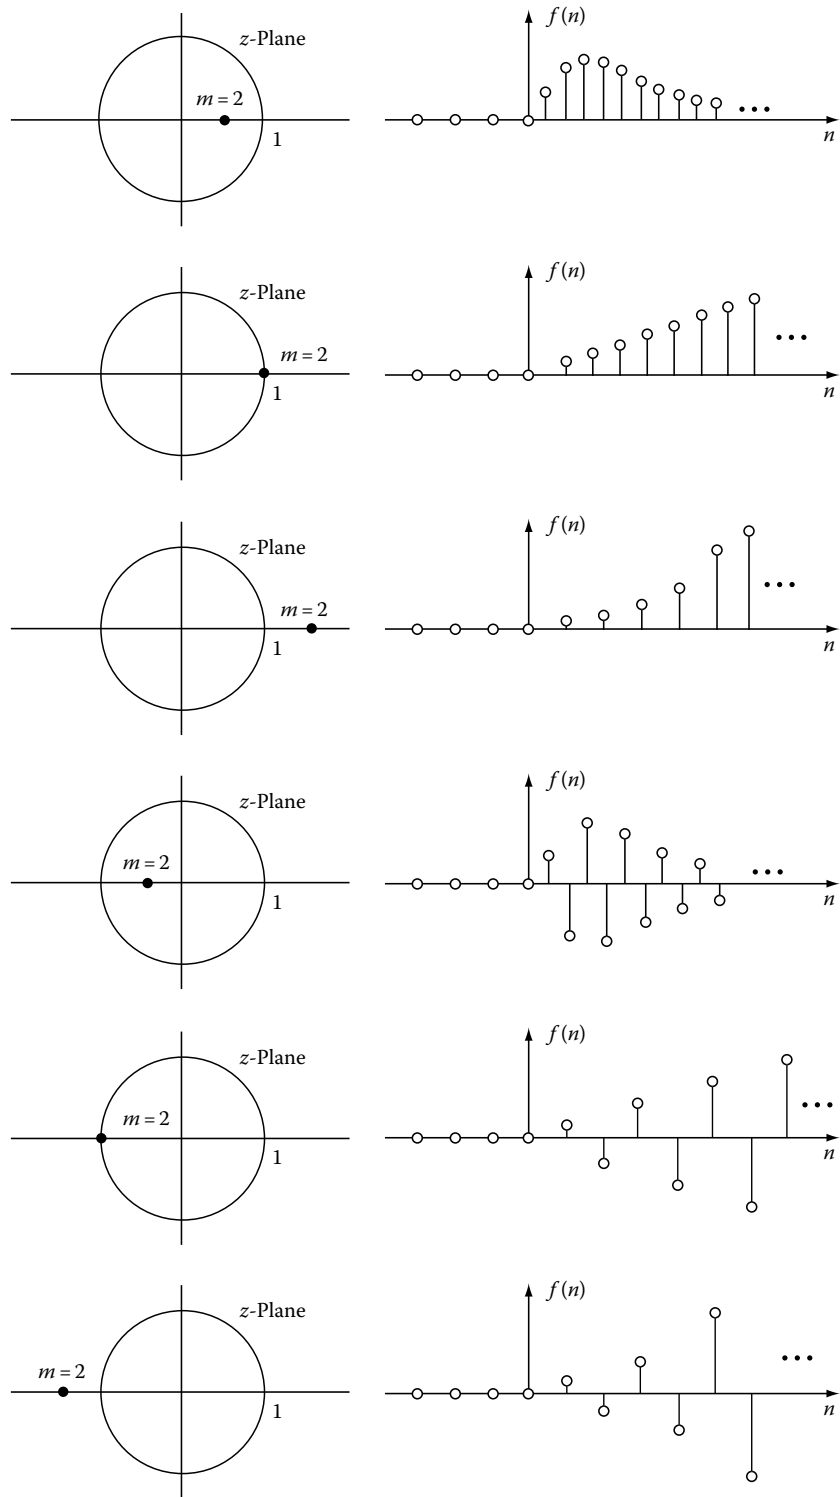 z-Plane
m = 2
1
f(n)
n
z-Plane
m = 2
1
f(n)
n
z-Plane
m = 2
1
f(n)
n
z-Plane
m = 2
1
f(n)
n
z-Plane
m = 2
1
f(n)
n
z-Plane
m = 2
1
f(n)
n